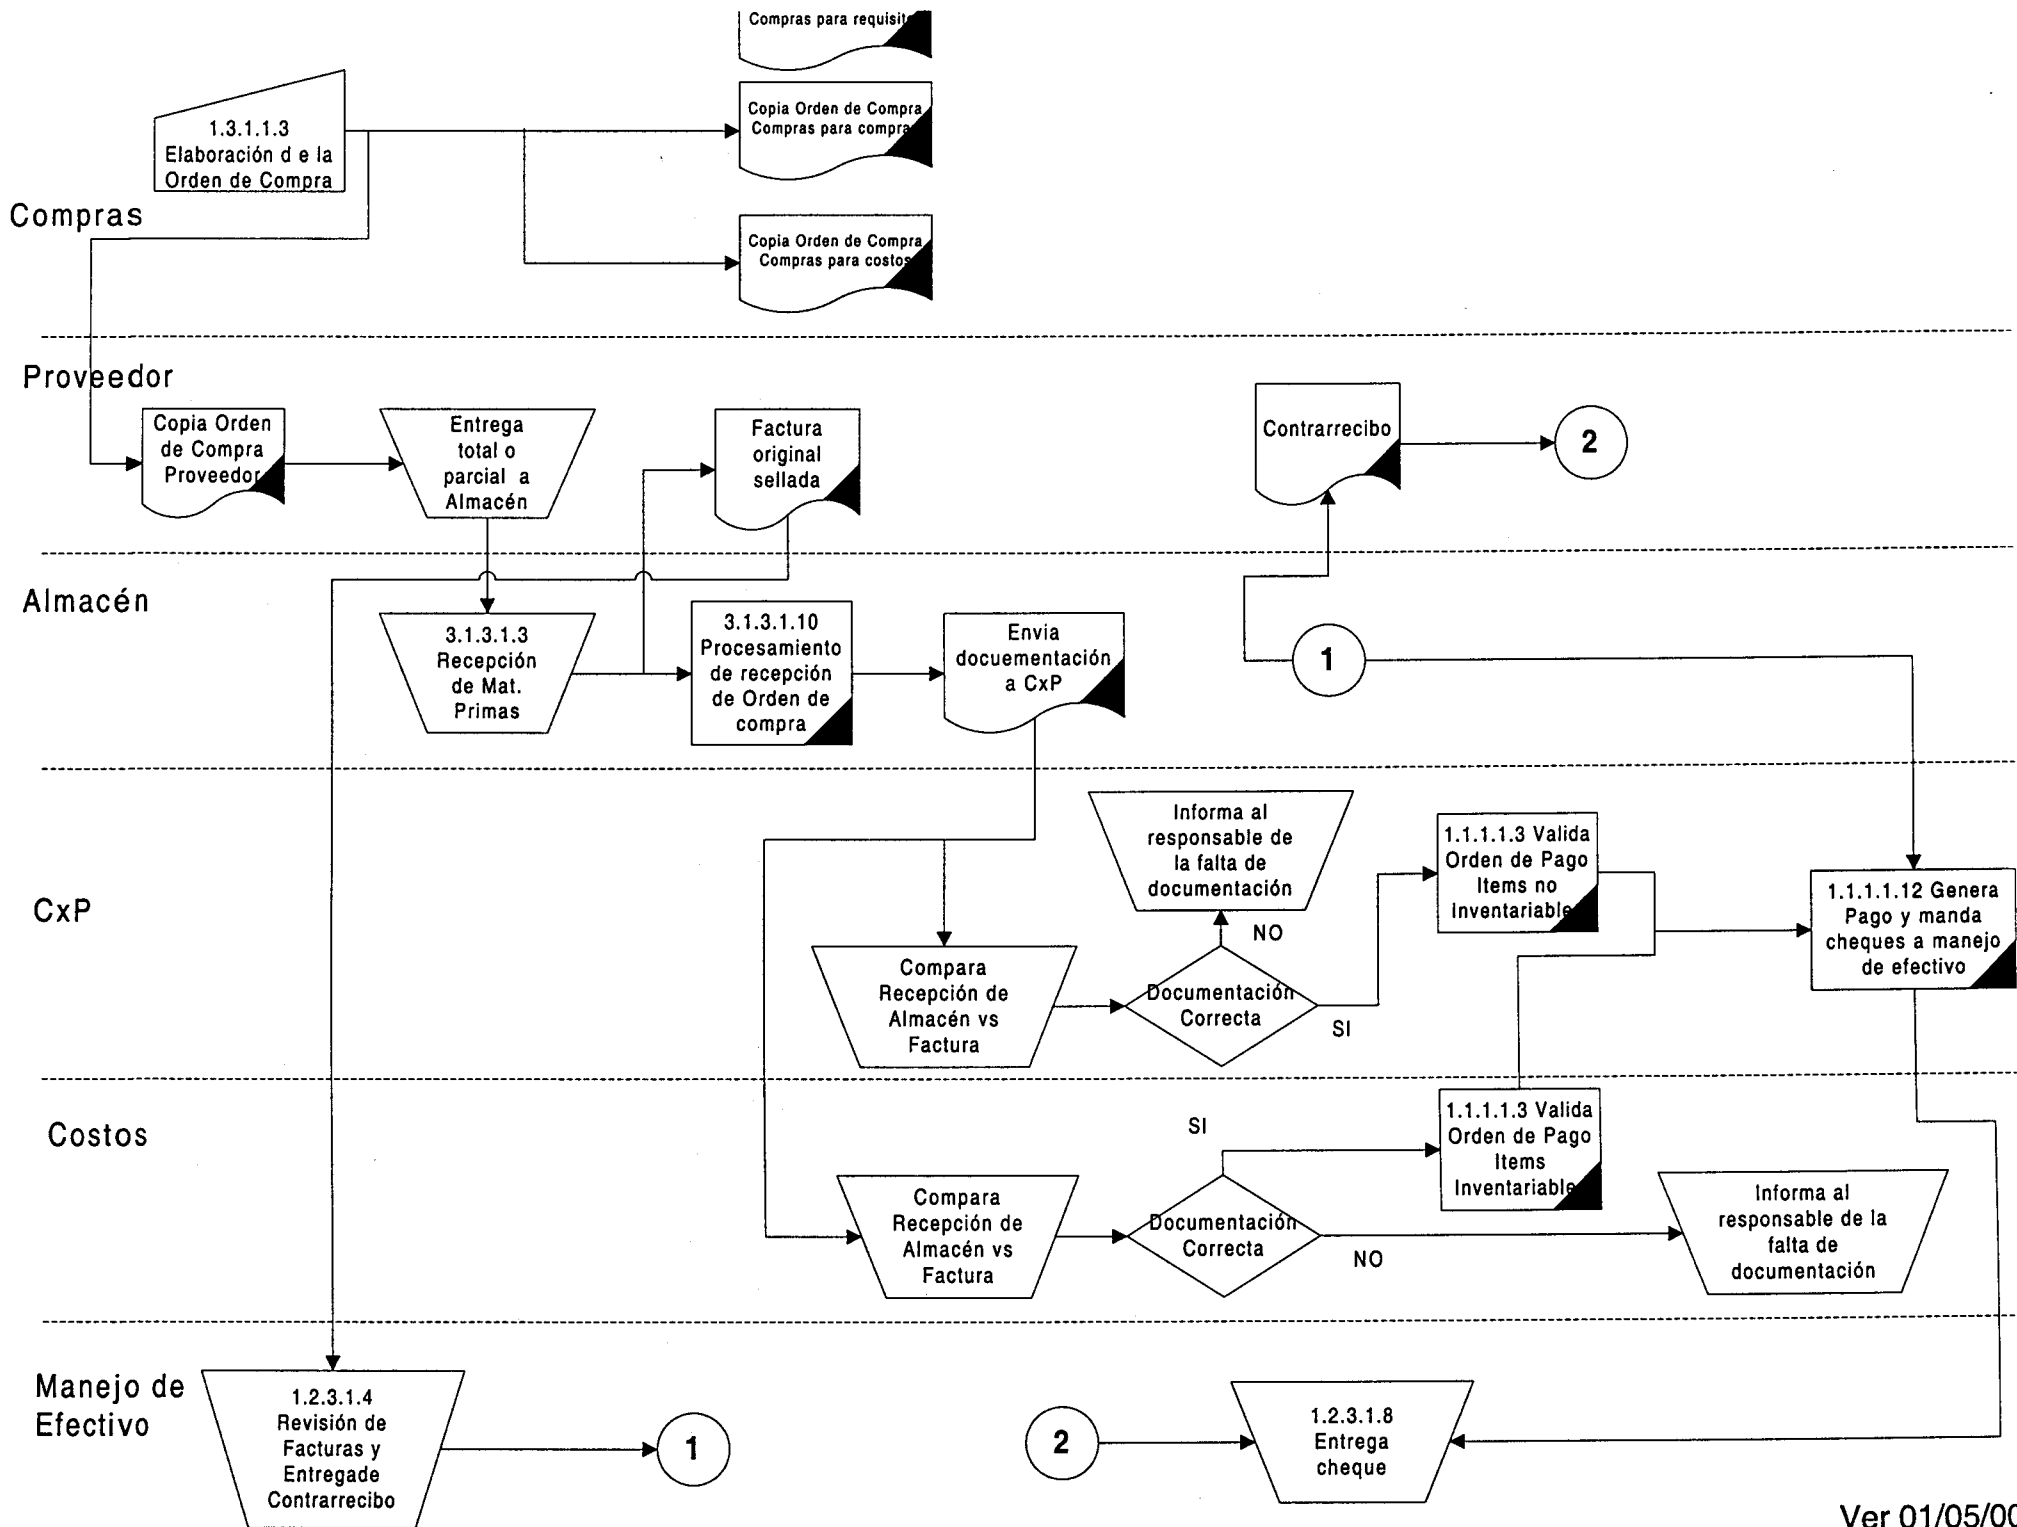 Compras para requisit
Copia Orden de Compra
Compras para compra
1.3.1.1.3
Elaboración d e la
Orden de Compra
Compras
Copia Orden de Compra
Compras para costos
Proveedor
Copia Orden
de Compra
Proveedor
Entrega
total o
parcial a
Almacén
Factura
original
sellada
Contrarrecibo
2
Almacén
3.1.3.1.3
Recepción
de Mat.
Primas
3.1.3.1.10
Procesamiento
de recepción
de Orden de
compra
Envia
docuementación
a CxP
1
CxP
Informa al
responsable de
la falta de
documentación
NO
1.1.1.1.3 Valida
Orden de Pago
Items no
Inventariable
1.1.1.1.12 Genera
Pago y manda
cheques a manejo
de efectivo
Compara
Recepción de
Almacén vs
Factura
Documentación
Correcta
SI
Costos
SI
1.1.1.1.3 Valida
Orden de Pago
Items
Inventariable
Compara
Recepción de
Almacén vs
Factura
Documentación
Correcta
NO
Informa al
responsable de la
falta de
documentación
Manejo de
Efectivo
1.2.3.1.4
Revisión de
Facturas y
Entregade
Contrarrecibo
1
2
1.2.3.1.8
Entrega
cheque
Ver 01/05/00